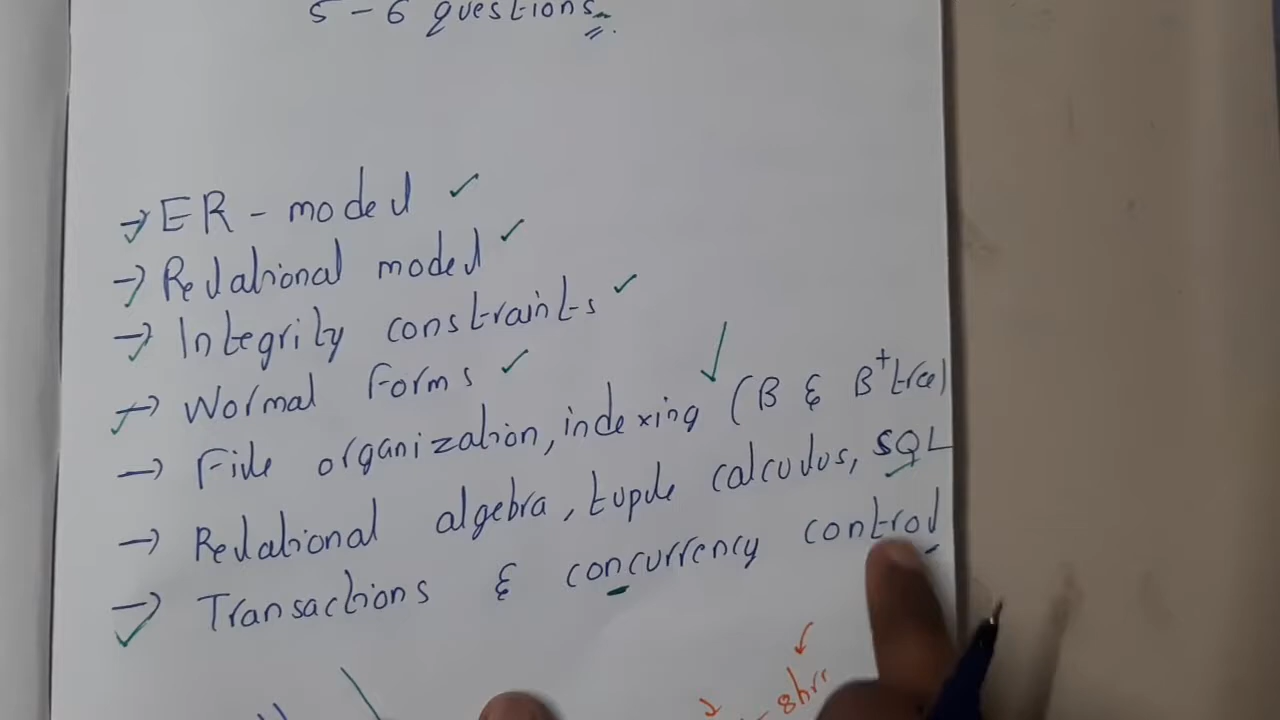 5 - 6 questions
→ ER - model ✓
→ Relational model ✓
→ Integrity constraints ✓
→ Normal Forms ✓
→ File organization, indexing (B & B+ tree)
→ Relational algebra, tuple calculus, SQL
→ Transactions & concurrency control
8hrs